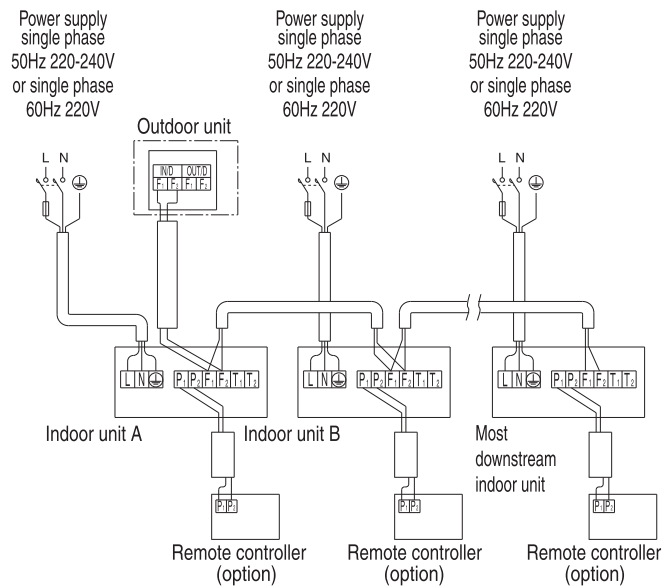 Power supply
single phase
50Hz 220-240V
or single phase
60Hz 220V
Power supply
single phase
50Hz 220-240V
or single phase
60Hz 220V
Power supply
single phase
50Hz 220-240V
or single phase
60Hz 220V
Outdoor unit
L N
IN/D OUT/D
F1 F2 F1 F2
L N
L N
L N
P1 P2 F1 F2 T1 T2
L N
P1 P2 F1 F2 T1 T2
L N
P1 P2 F1 F2 T1 T2
Indoor unit A
Indoor unit B
Most
downstream
indoor unit
P1 P2
P1 P2
P1 P2
Remote controller
(option)
Remote controller
(option)
Remote controller
(option)